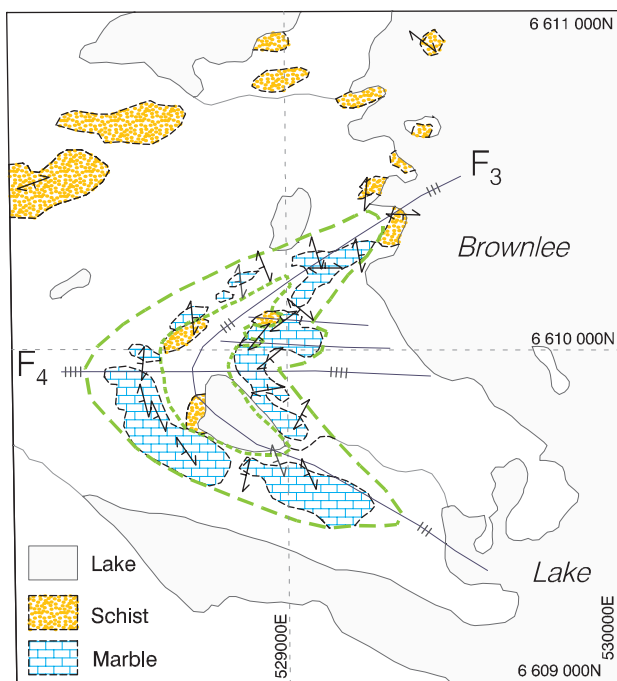 6 611 000N
F3
Brownlee
6 610 000N
F4
Lake
Lake
Schist
Marble
529000E
530000E
6 609 000N